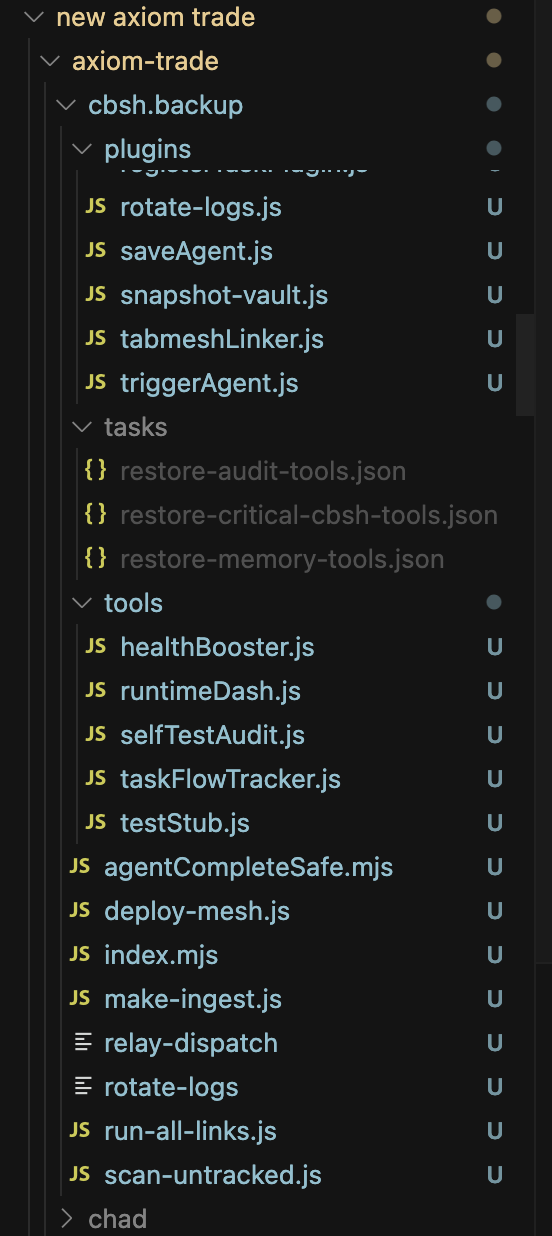 new axiom trade
axiom-trade
cbsh.backup
plugins
JS rotate-logs.js U
JS saveAgent.js U
JS snapshot-vault.js U
JS tabmeshLinker.js U
JS triggerAgent.js U
tasks
{} restore-audit-tools.json
{} restore-critical-cbsh-tools.json
{} restore-memory-tools.json
tools
JS healthBooster.js U
JS runtimeDash.js U
JS selfTestAudit.js U
JS taskFlowTracker.js U
JS testStub.js U
JS agentCompleteSafe.mjs U
JS deploy-mesh.js U
JS index.mjs U
JS make-ingest.js U
relay-dispatch U
rotate-logs U
JS run-all-links.js U
JS scan-untracked.js U
chad